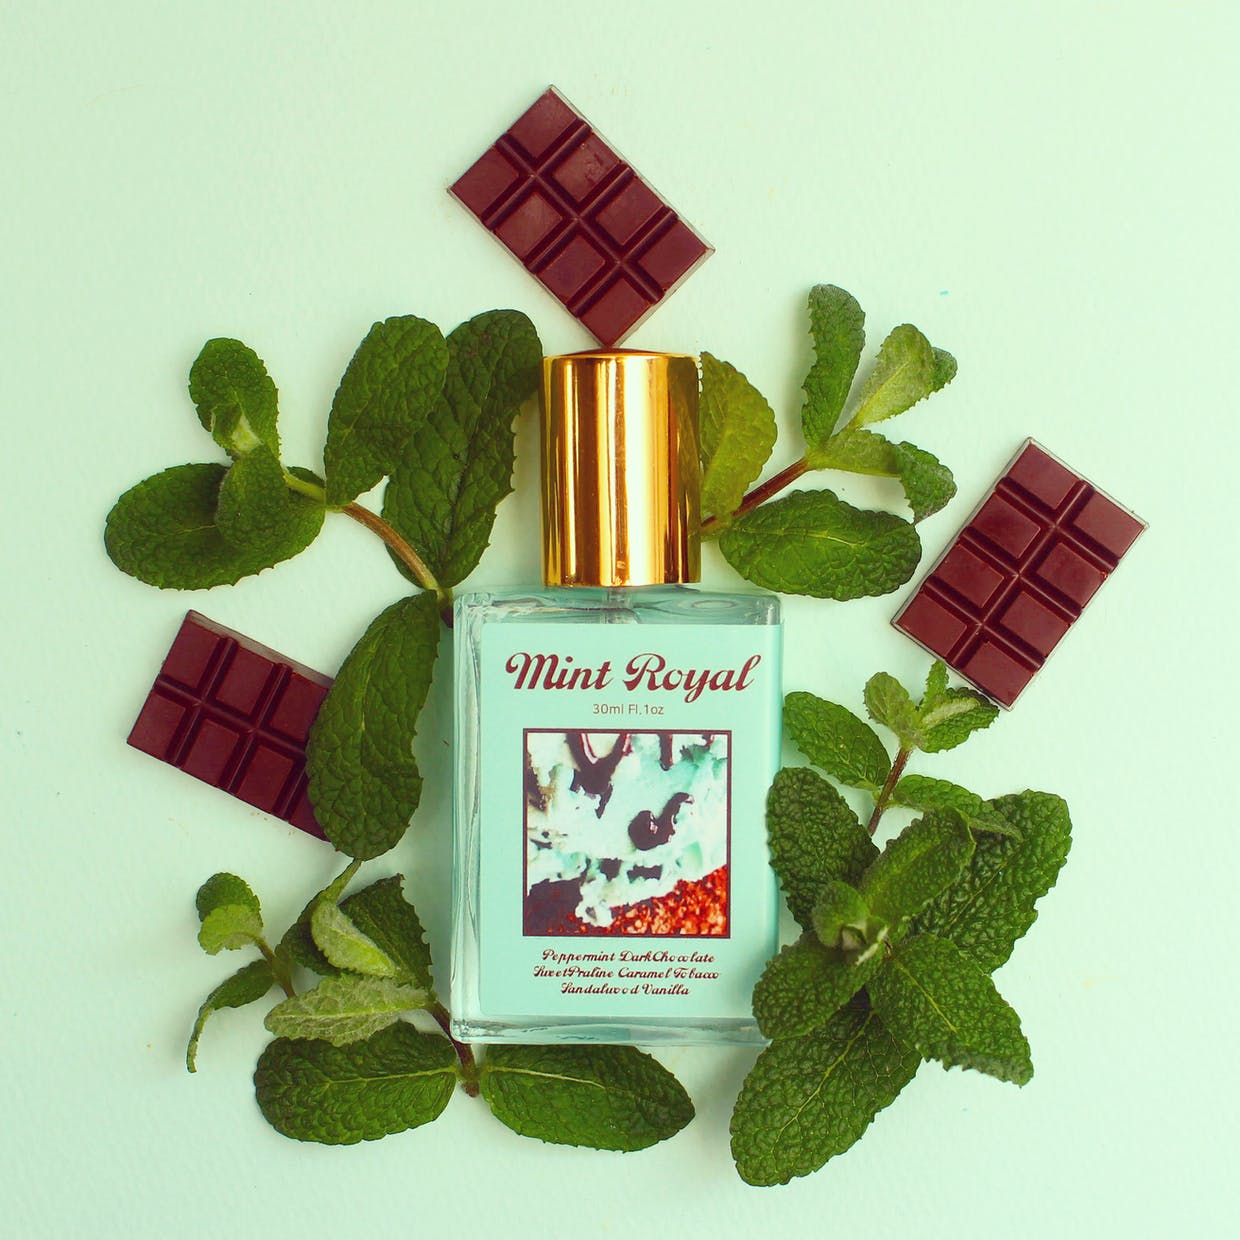 Mint Royal
30ml Fl.1oz
Peppermint DarkChocolate
SweetPraline Caramel Tobacco
Sandalwood Vanilla